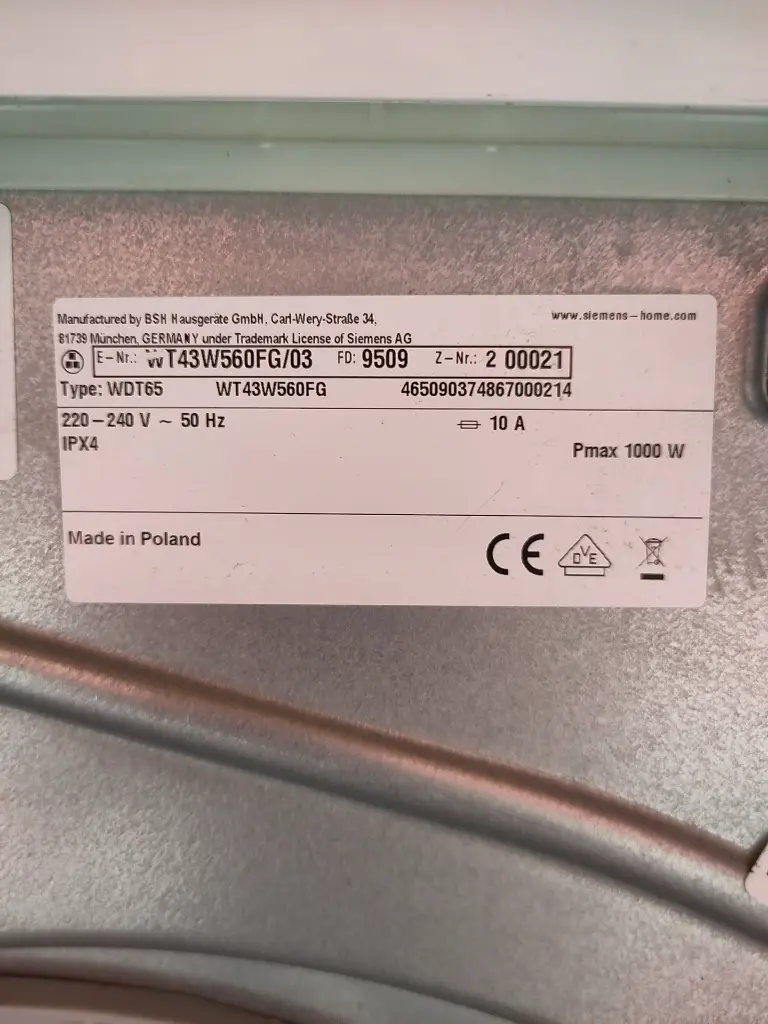 Manufactured by BSH Hausgeräte GmbH, Carl-Wery-Straße 34,
www.siemens-home.com
81739 München, GERMANY under Trademark License of Siemens AG
E-Nr.: WT43W560FG/03 FD: 9509 Z-Nr.: 2 00021
Type: WDT65 WT43W560FG 465090374867000214
220-240 V ~ 50 Hz 10 A
IPX4 Pmax 1000 W
Made in Poland CE DVE